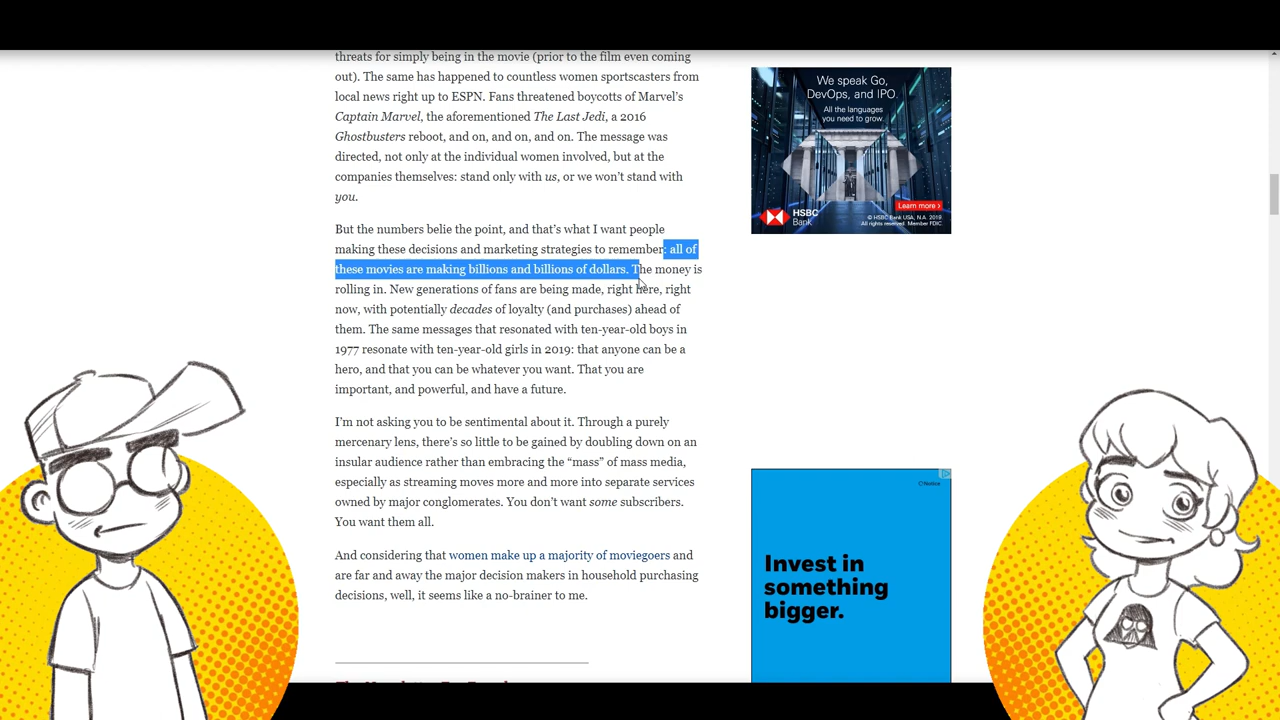 threats for simply being in the movie (prior to the film even coming
out). The same has happened to countless women sportscasters from
local news right up to ESPN. Fans threatened boycotts of Marvel's
Captain Marvel, the aforementioned The Last Jedi, a 2016
Ghostbusters reboot, and on, and on, and on. The message was
directed, not only at the individual women involved, but at the
companies themselves: stand only with us, or we won't stand with
you.
But the numbers belie the point, and that's what I want people
making these decisions and marketing strategies to remember: all of
these movies are making billions and billions of dollars. The money is
rolling in. New generations of fans are being made, right here, right
now, with potentially decades of loyalty (and purchases) ahead of
them. The same messages that resonated with ten-year-old boys in
1977 resonate with ten-year-old girls in 2019: that anyone can be a
hero, and that you can be whatever you want. That you are
important, and powerful, and have a future.
I'm not asking you to be sentimental about it. Through a purely
mercenary lens, there's so little to be gained by doubling down on an
insular audience rather than embracing the "mass" of mass media,
especially as streaming moves more and more into separate services
owned by major conglomerates. You don't want some subscribers.
You want them all.
And considering that women make up a majority of moviegoers and
are far and away the major decision makers in household purchasing
decisions, well, it seems like a no-brainer to me.
We speak Go,
DevOps, and IPO.
All the languages
you need to grow.
Learn more ›
HSBC
Bank
© HSBC Bank USA, N.A. 2019
All rights reserved. Member FDIC
Notice
Invest in
something
bigger.